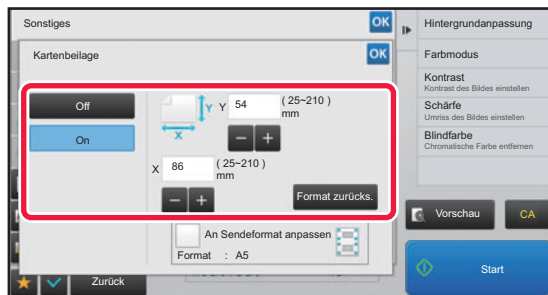 Sonstiges
OK
Kartenbeilage
OK
Off
On
Y
X
Y 54 ( 25~210 )
mm
X 86 ( 25~210 )
mm
Format zurücks.
An Sendeformat anpassen
Format : A5
Zurück
Hintergrundanpassung
Farbmodus
Kontrast
Kontrast des Bildes einstellen
Schärfe
Umriss des Bildes einstellen
Blindfarbe
Chromatische Farbe entfernen
Vorschau
CA
Start